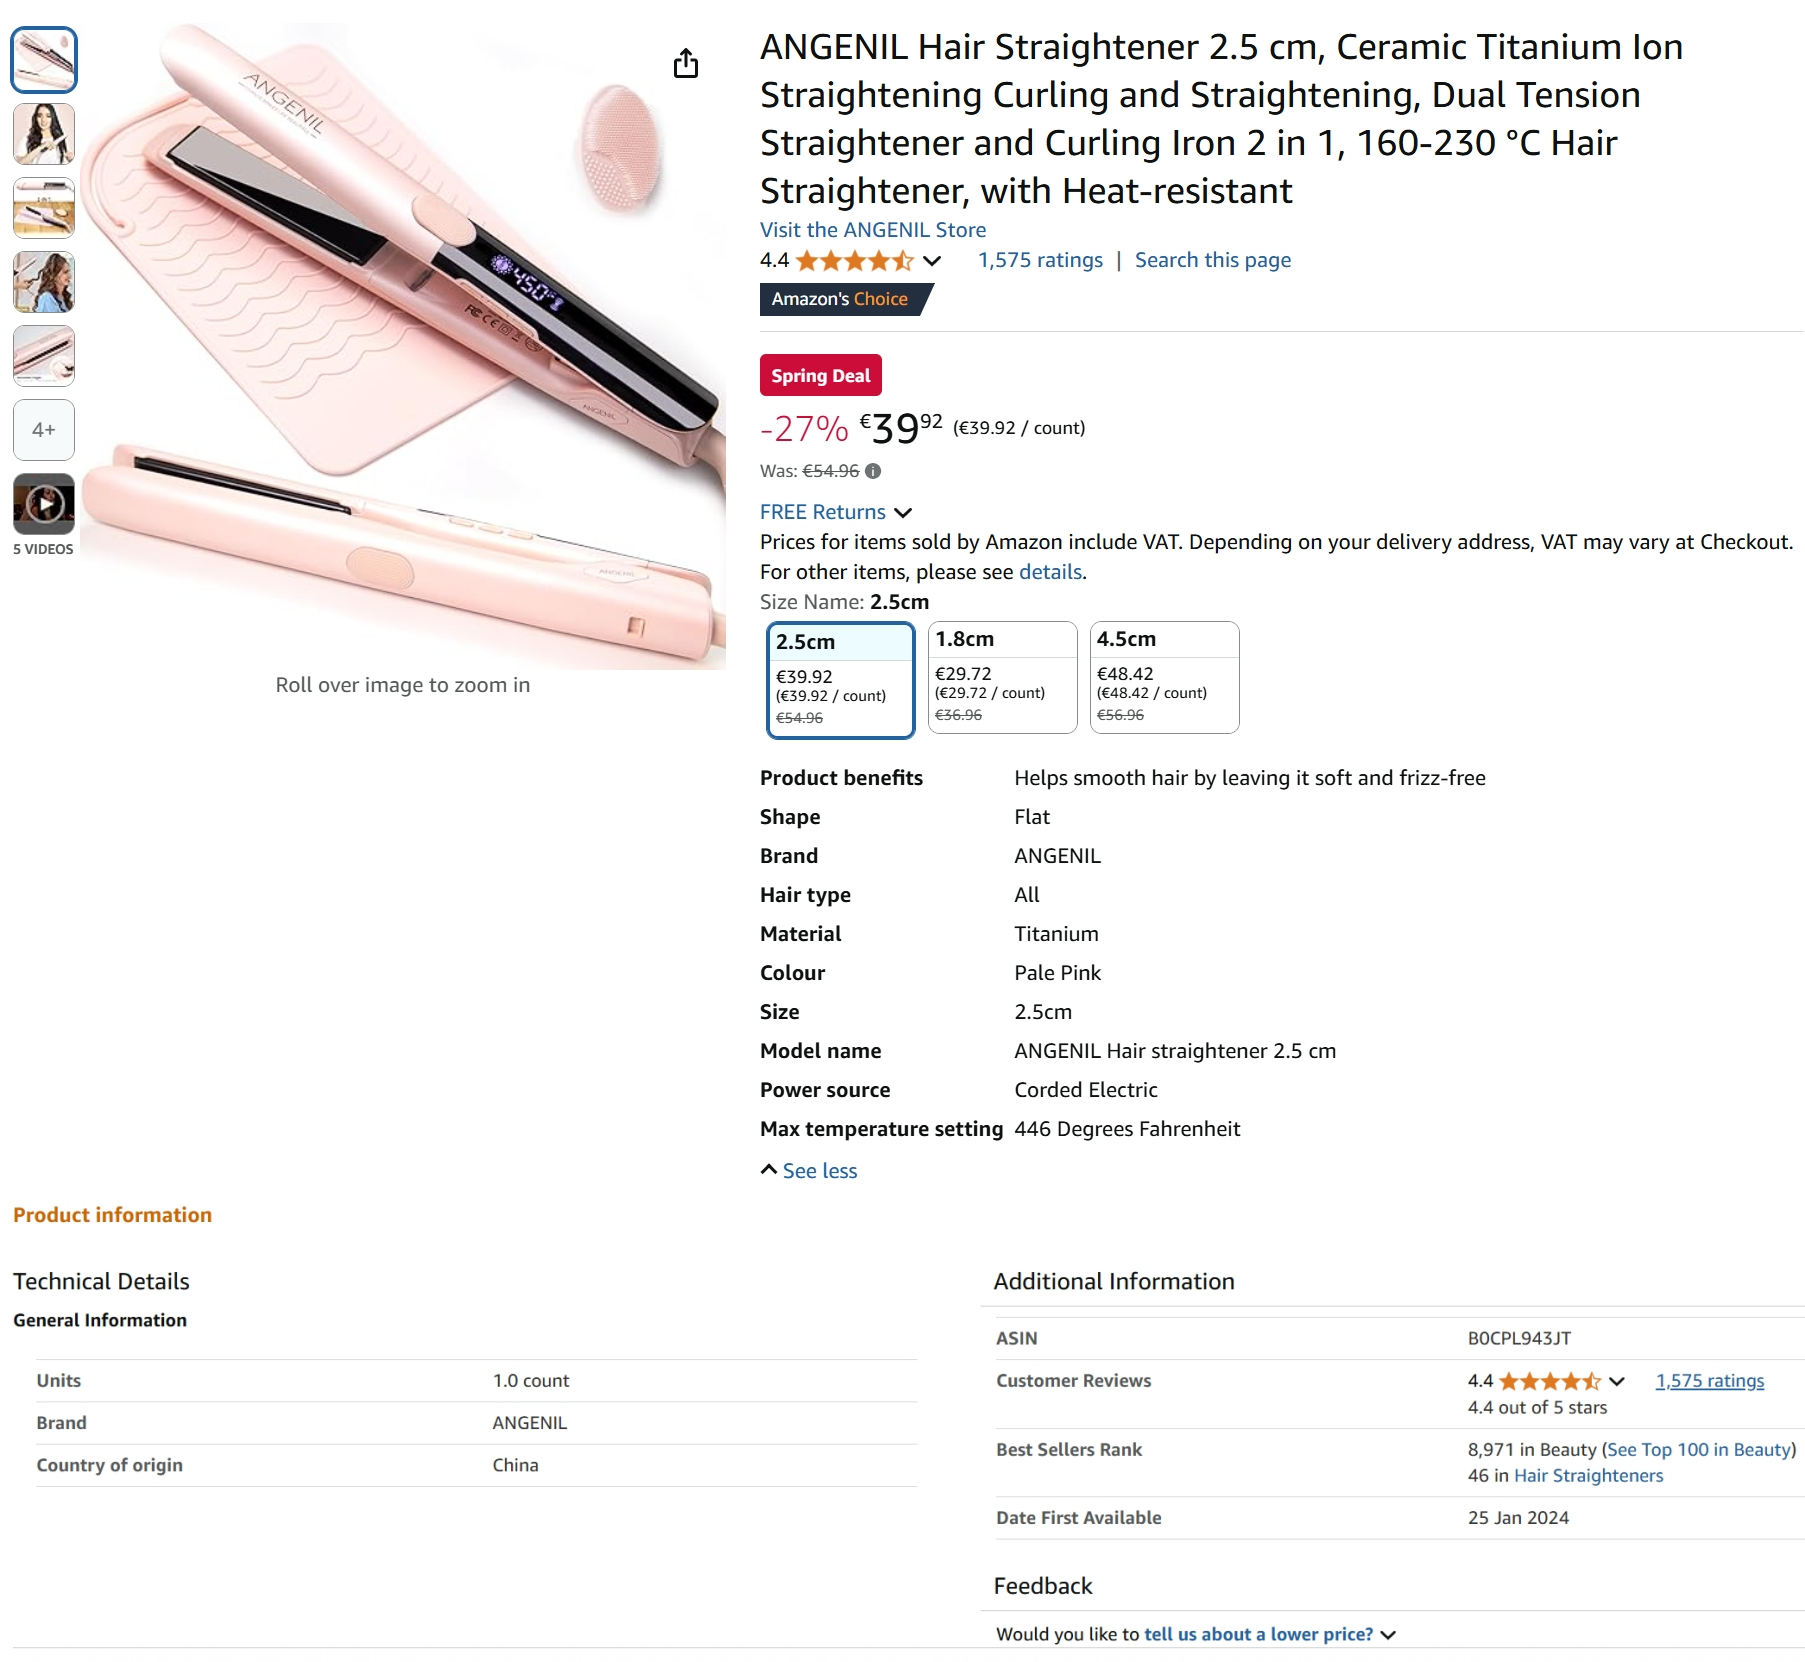 ANGENIL
450°F
FC CE
ANGENIL
ANGENIL
4+
5 VIDEOS
Roll over image to zoom in
ANGENIL Hair Straightener 2.5 cm, Ceramic Titanium Ion
Straightening Curling and Straightening, Dual Tension
Straightener and Curling Iron 2 in 1, 160-230 °C Hair
Straightener, with Heat-resistant
Visit the ANGENIL Store
4.4 1,575 ratings | Search this page
Amazon's Choice
Spring Deal
-27% €3992 (€39.92 / count)
Was: €54.96
FREE Returns
Prices for items sold by Amazon include VAT. Depending on your delivery address, VAT may vary at Checkout.
For other items, please see details.
Size Name: 2.5cm
2.5cm
€39.92
(€39.92 / count)
€54.96
1.8cm
€29.72
(€29.72 / count)
€36.96
4.5cm
€48.42
(€48.42 / count)
€56.96
Product benefits Helps smooth hair by leaving it soft and frizz-free
Shape Flat
Brand ANGENIL
Hair type All
Material Titanium
Colour Pale Pink
Size 2.5cm
Model name ANGENIL Hair straightener 2.5 cm
Power source Corded Electric
Max temperature setting 446 Degrees Fahrenheit
See less
Product information
Technical Details
General Information
Units 1.0 count
Brand ANGENIL
Country of origin China
Additional Information
ASIN B0CPL943JT
Customer Reviews 4.4 1,575 ratings
4.4 out of 5 stars
Best Sellers Rank 8,971 in Beauty (See Top 100 in Beauty)
46 in Hair Straighteners
Date First Available 25 Jan 2024
Feedback
Would you like to tell us about a lower price?